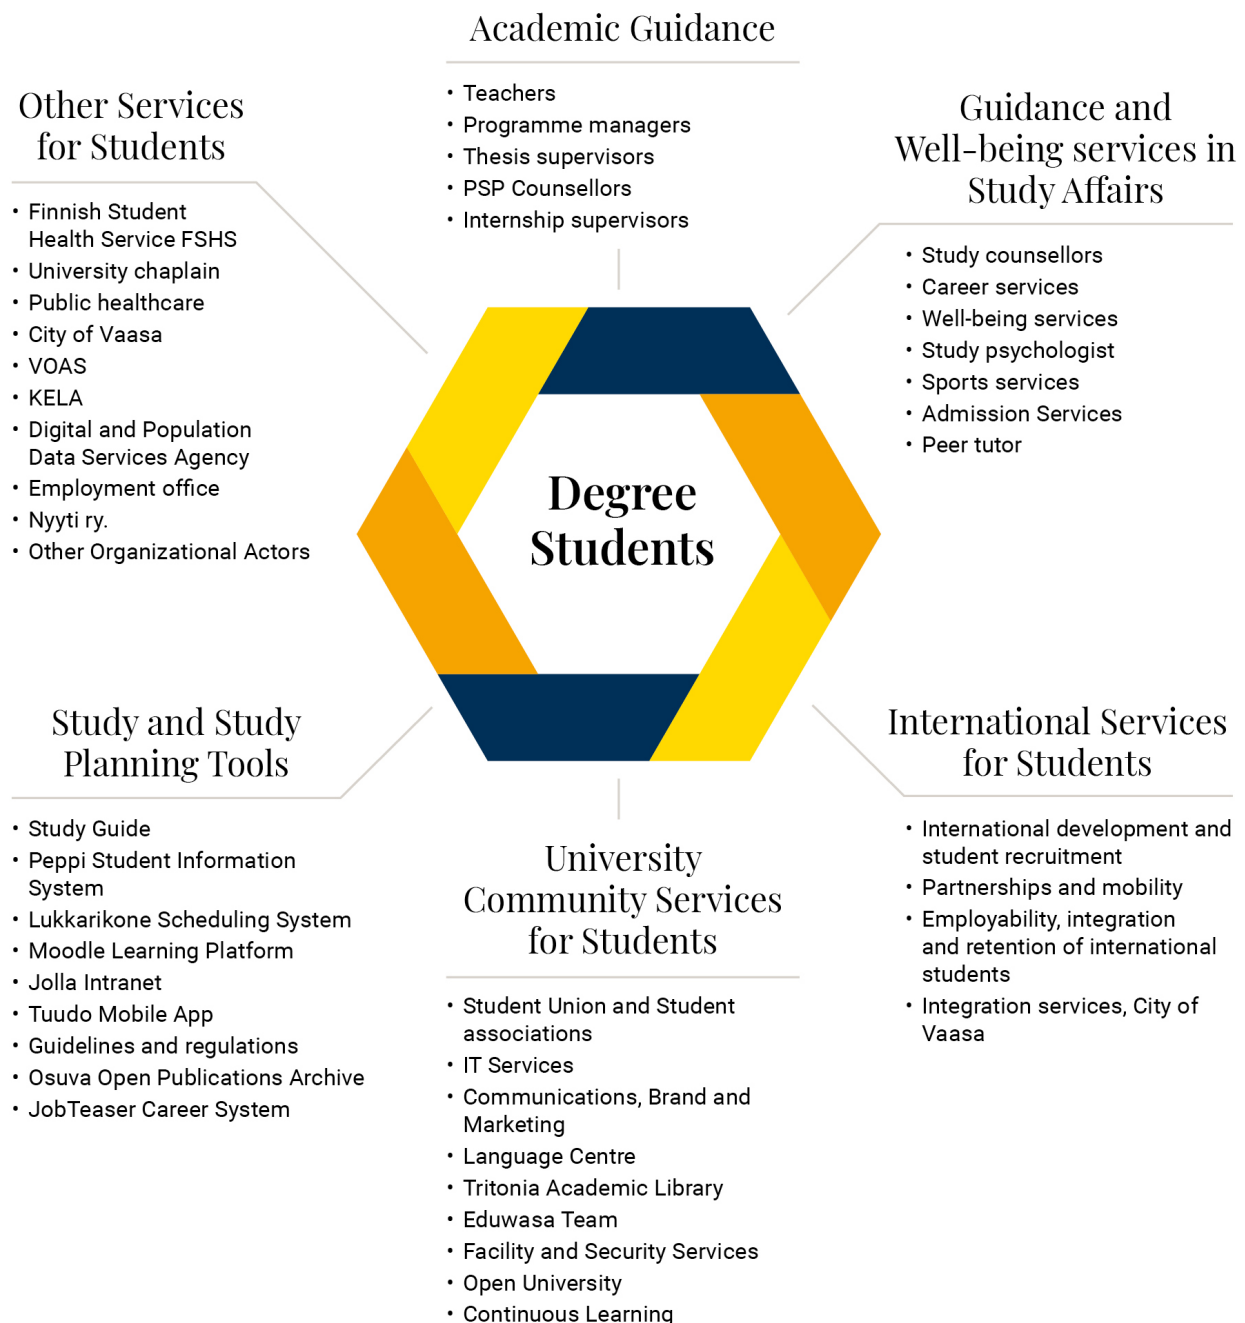 Academic Guidance
• Teachers
• Programme managers
• Thesis supervisors
• PSP Counsellors
• Internship supervisors
Other Services
for Students
• Finnish Student
Health Service FSHS
• University chaplain
• Public healthcare
• City of Vaasa
• VOAS
• KELA
• Digital and Population
Data Services Agency
• Employment office
• Nyyti ry.
• Other Organizational Actors
Guidance and
Well-being services in
Study Affairs
• Study counsellors
• Career services
• Well-being services
• Study psychologist
• Sports services
• Admission Services
• Peer tutor
Degree
Students
Study and Study
Planning Tools
• Study Guide
• Peppi Student Information
System
• Lukkarikone Scheduling System
• Moodle Learning Platform
• Jolla Intranet
• Tuudo Mobile App
• Guidelines and regulations
• Osuva Open Publications Archive
• JobTeaser Career System
University
Community Services
for Students
• Student Union and Student
associations
• IT Services
• Communications, Brand and
Marketing
• Language Centre
• Tritonia Academic Library
• Eduwasa Team
• Facility and Security Services
• Open University
• Continuous Learning
International Services
for Students
• International development and
student recruitment
• Partnerships and mobility
• Employability, integration
and retention of international
students
• Integration services, City of
Vaasa